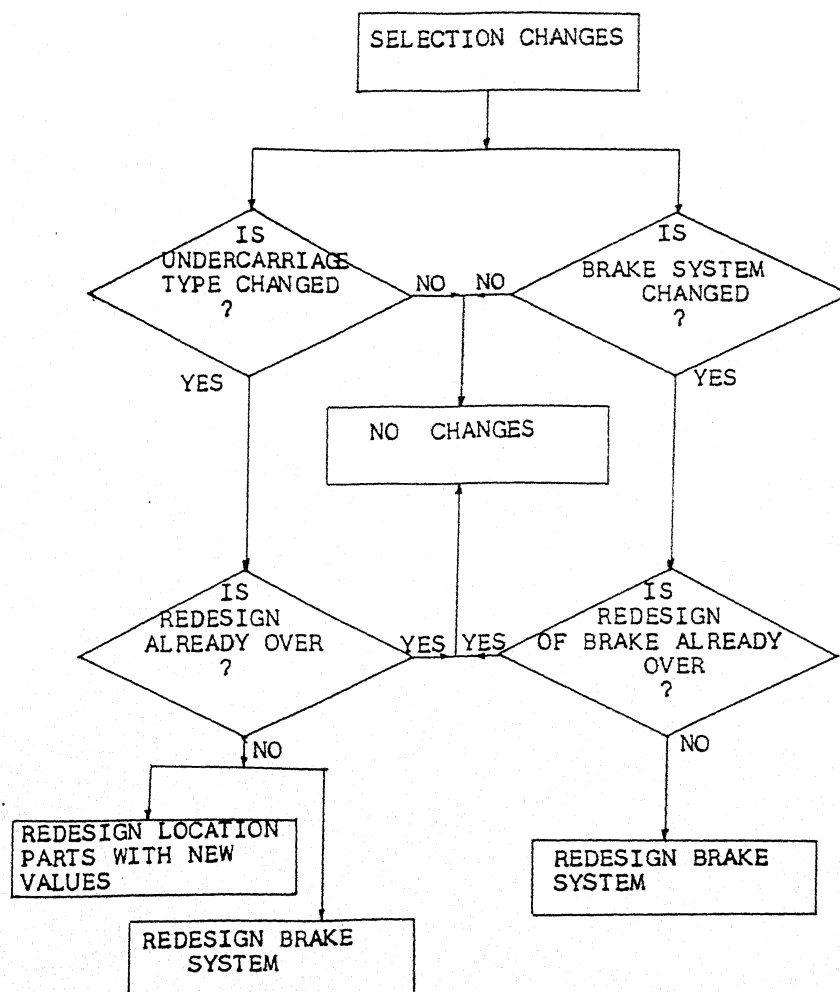 SELECTION CHANGES
IS
UNDERCARRIAGE
TYPE CHANGED
?
IS
BRAKE SYSTEM
CHANGED
?
NO
NO
YES
YES
NO CHANGES
IS
REDESIGN
ALREADY OVER
?
IS
REDESIGN
OF BRAKE ALREADY
OVER
?
YES
YES
NO
NO
REDESIGN LOCATION
PARTS WITH NEW
VALUES
REDESIGN BRAKE
SYSTEM
REDESIGN BRAKE
SYSTEM